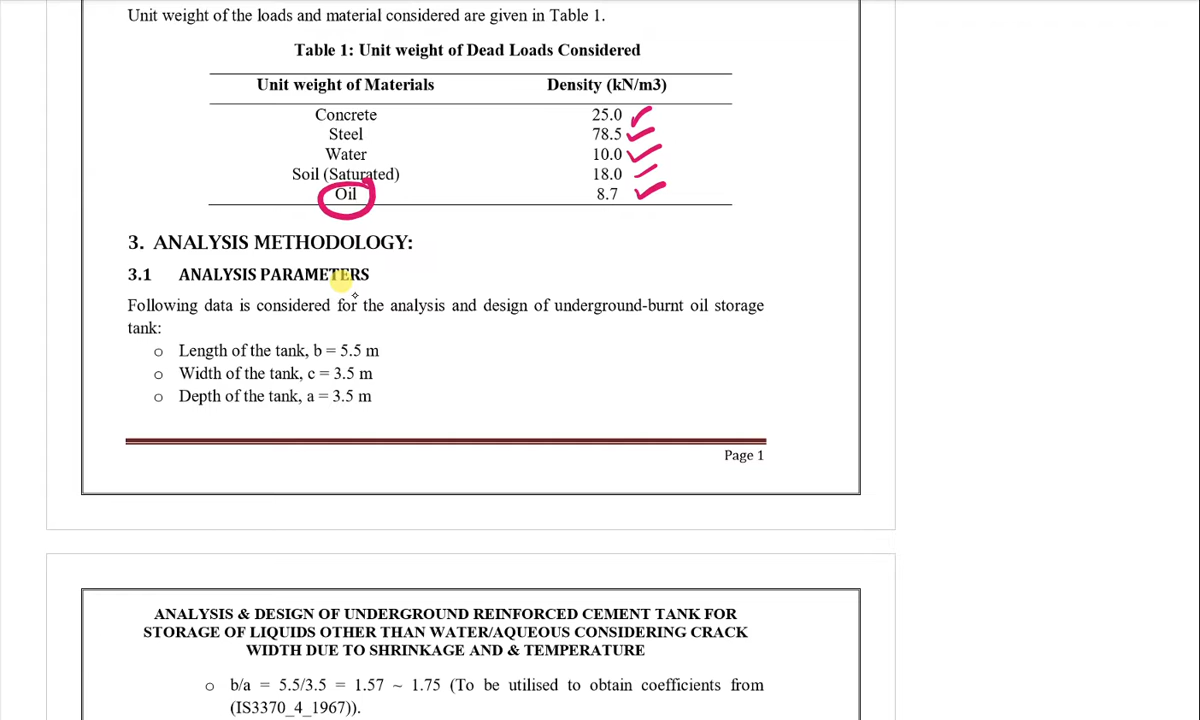 Unit weight of the loads and material considered are given in Table 1.
Table 1: Unit weight of Dead Loads Considered
Unit weight of Materials Density (kN/m3)
Concrete 25.0
Steel 78.5
Water 10.0
Soil (Saturated) 18.0
Oil 8.7
3. ANALYSIS METHODOLOGY:
3.1 ANALYSIS PARAMETERS
Following data is considered for the analysis and design of underground-burnt oil storage
tank:
o Length of the tank, b = 5.5 m
o Width of the tank, c = 3.5 m
o Depth of the tank, a = 3.5 m
Page 1
ANALYSIS & DESIGN OF UNDERGROUND REINFORCED CEMENT TANK FOR
STORAGE OF LIQUIDS OTHER THAN WATER/AQUEOUS CONSIDERING CRACK
WIDTH DUE TO SHRINKAGE AND & TEMPERATURE
o b/a = 5.5/3.5 = 1.57 ~ 1.75 (To be utilised to obtain coefficients from
(IS3370_4_1967)).